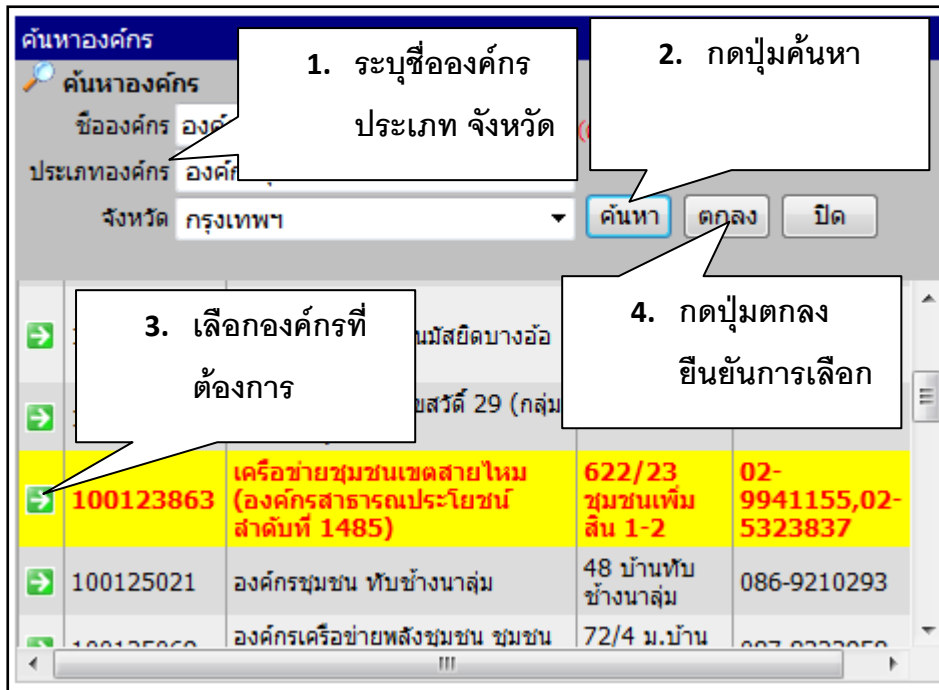 ค้นหาองค์กร
ค้นหาองค์กร
1. ระบุชื่อองค์กร
ประเภท จังหวัด
2. กดปุ่มค้นหา
ชื่อองค์กร
ประเภทองค์กร
จังหวัด กรุงเทพฯ
ค้นหา ตกลง ปิด
3. เลือกองค์กรที่
ต้องการ
4. กดปุ่มตกลง
ยืนยันการเลือก
นมัสยิดบางอ้อ
29 (กลุ่ม
100123863
เครือข่ายชุมชนเขตสายไหม
(องค์กรสาธารณประโยชน์
ลำดับที่ 1485)
622/23
ชุมชนเพิ่ม
สิน 1-2
02-
9941155,02-
5323837
100125021
องค์กรชุมชน ทับช้างนาลุ่ม
48 บ้านทับ
ช้างนาลุ่ม
086-9210293
องค์กรเครือข่ายพลังชุมชน ชุมชน
72/4 ม.บ้าน